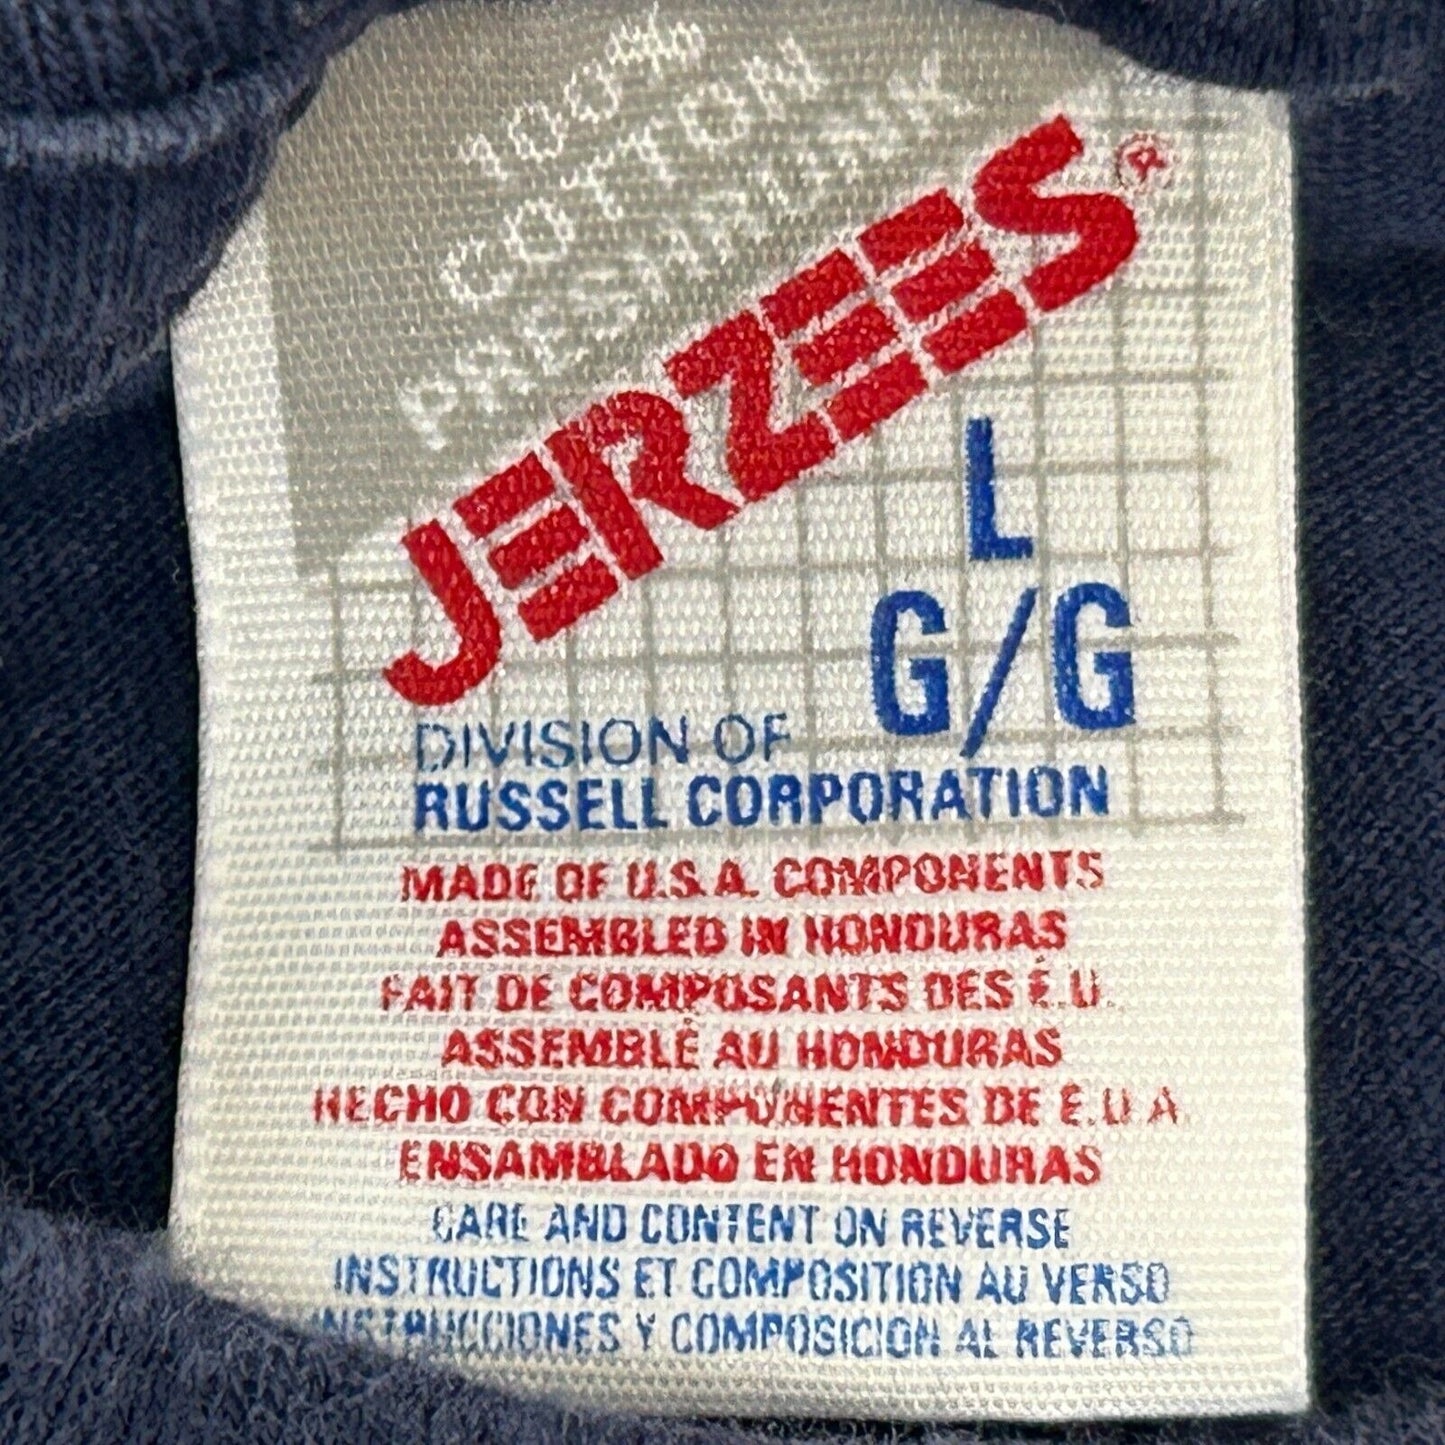 100%
COTTON
PRESHRUNK
JERZEES®
L
G/G
DIVISION OF
RUSSELL CORPORATION
MADE OF U.S.A. COMPONENTS
ASSEMBLED IN HONDURAS
FAIT DE COMPOSANTS DES É.U.
ASSEMBLÉ AU HONDURAS
HECHO CON COMPONENTES DE E.U.A.
ENSAMBLADO EN HONDURAS
CARE AND CONTENT ON REVERSE
INSTRUCTIONS ET COMPOSITION AU VERSO
INSTRUCCIONES Y COMPOSICION AL REVERSO